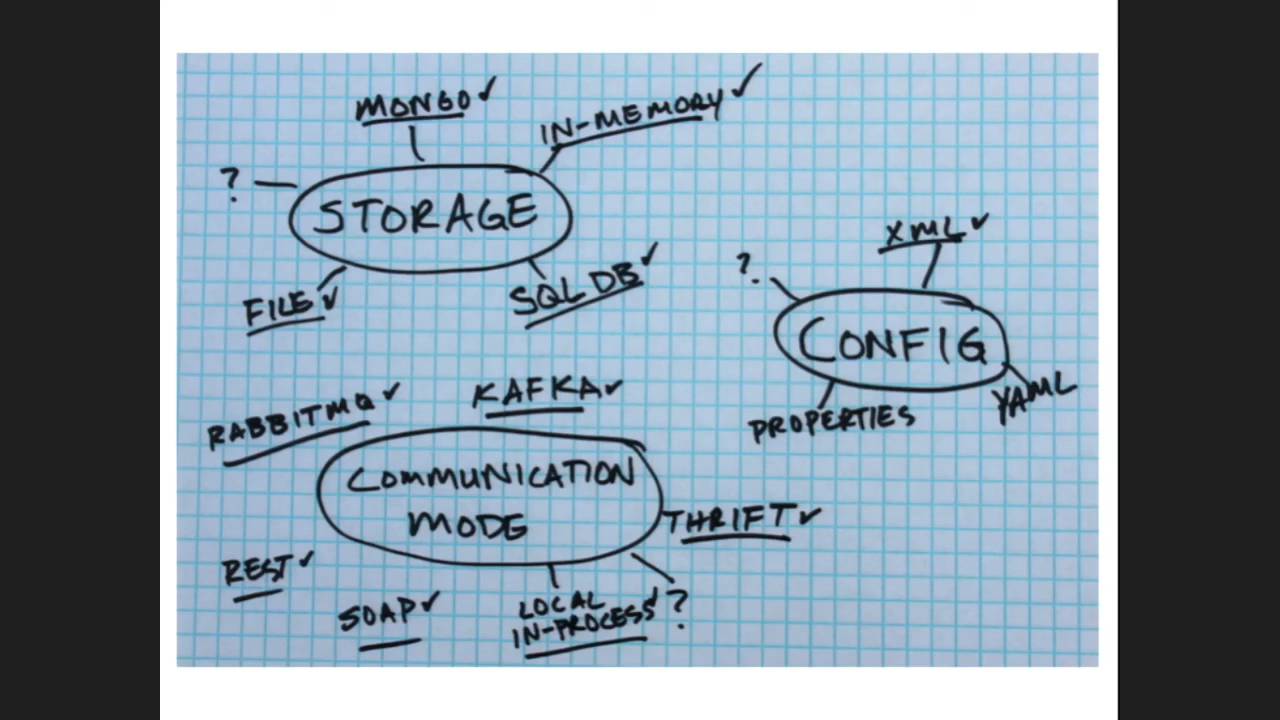 MONGO ✓
IN-MEMORY ✓
?
STORAGE
FILE ✓
SQL DB ✓
XML ✓
?
CONFIG
PROPERTIES
YAML
RABBITMQ ✓
KAFKA ✓
COMMUNICATION
MODE
THRIFT ✓
REST ✓
SOAP ✓
LOCAL
IN-PROCESS ✓
?